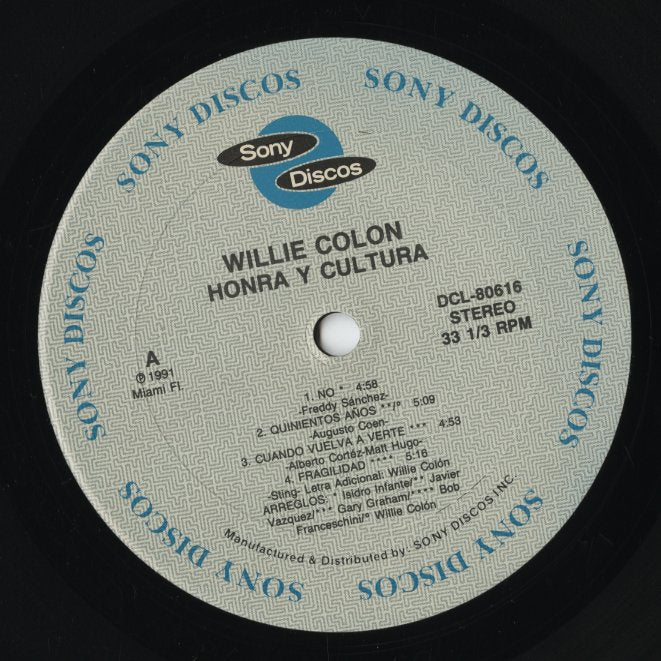 SONY DISCOS
SONY DISCOS
SONY DISCOS
SONY DISCOS
SONY DISCOS
SONY DISCOS
SONY DISCOS
SONY DISCOS
Sony
Discos
WILLIE COLON
HONRA Y CULTURA
DCL-80616
STEREO
33 1/3 RPM
A
℗ 1991
Miami Fl.
1. NO * 4:58
-Freddy Sánchez-
2. QUINIENTOS AÑOS **/° 5:09
-Augusto Coen-
3. CUANDO VUELVA A VERTE *** 4:53
-Alberto Cortéz-Matt Hugo-
4. FRAGILIDAD **** 5:16
-Sting- Letra Adicional: Willie Colón
ARREGLOS: * Isidro Infante/** Javier
Vazquez/*** Gary Graham/**** Bob
Franceschini/° Willie Colón
Manufactured & Distributed by: SONY DISCOS INC.